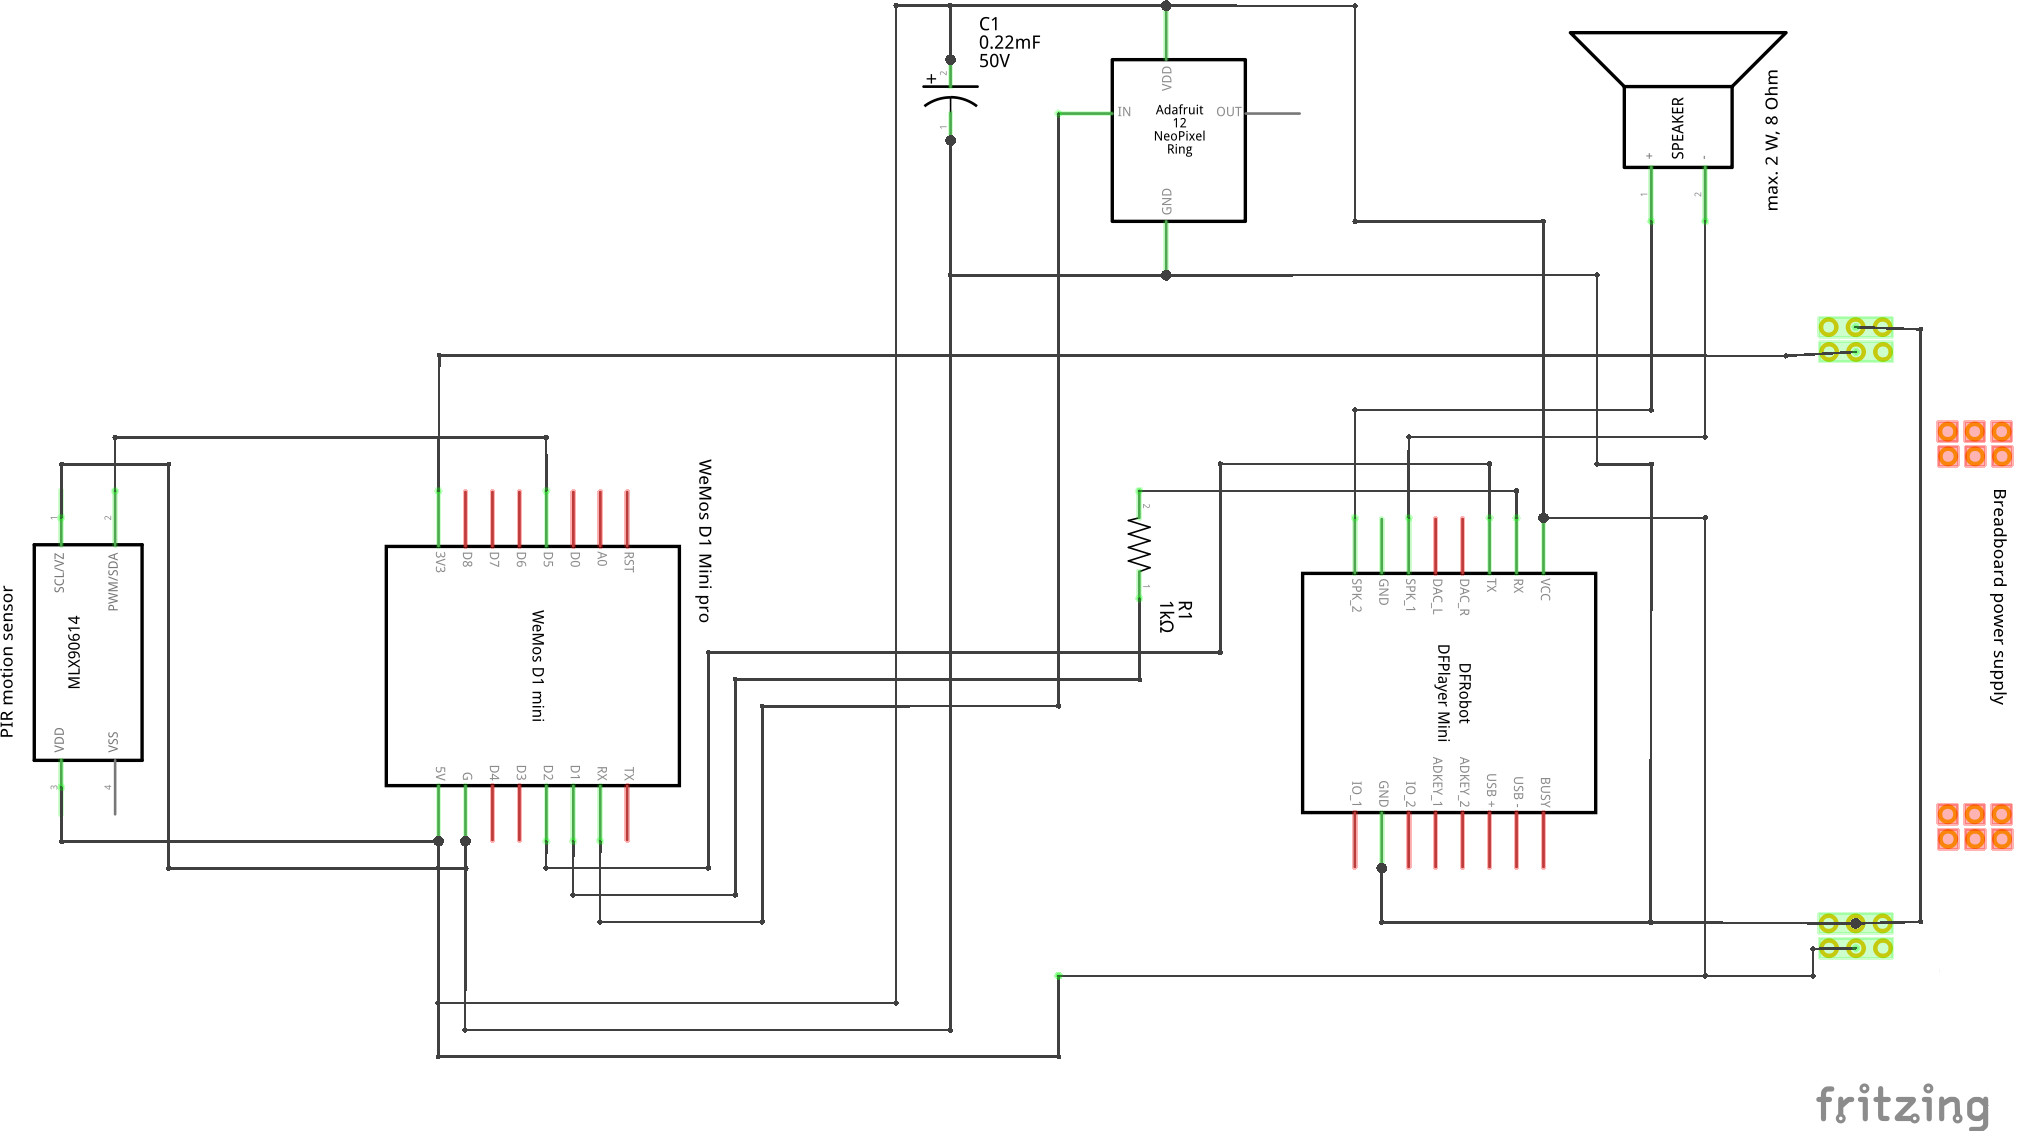 C1
0.22mF
50V
+
2
1
VDD
IN
Adafruit
12
NeoPixel
Ring
OUT
GND
SPEAKER
+
-
1
2
max. 2 W, 8 Ohm
PIR motion sensor
1
2
SCL/VZ
PWM/SDA
MLX90614
VDD
VSS
3
4
WeMos D1 Mini pro
3V3
D8
D7
D6
D5
D0
A0
RST
WeMos D1 mini
5V
G
D4
D3
D2
D1
RX
TX
2
1
R1
1kΩ
SPK_2
GND
SPK_1
DAC_L
DAC_R
TX
RX
VCC
DFRobot
DFPlayer Mini
IO_1
GND
IO_2
ADKEY_1
ADKEY_2
USB +
USB -
BUSY
Breadboard power supply
fritzing